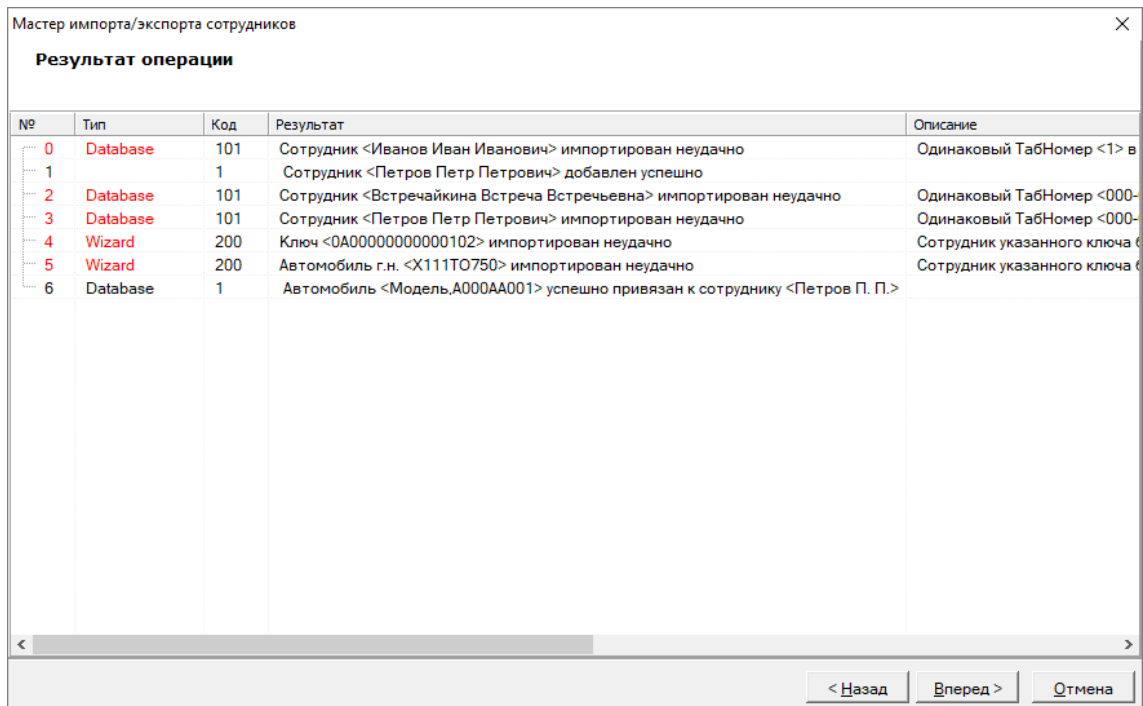 Мастер импорта/экспорта сотрудников
Результат операции
№ Тип Код Результат Описание
0 Database 101 Сотрудник <Иванов Иван Иванович> импортирован неудачно Одинаковый ТабНомер <1> в
1 1 Сотрудник <Петров Петр Петрович> добавлен успешно
2 Database 101 Сотрудник <Встречайкина Встреча Встречьевна> импортирован неудачно Одинаковый ТабНомер <000-
3 Database 101 Сотрудник <Петров Петр Петрович> импортирован неудачно Одинаковый ТабНомер <000-
4 Wizard 200 Ключ <0A00000000000102> импортирован неудачно Сотрудник указанного ключа
5 Wizard 200 Автомобиль г.н. <X111TO750> импортирован неудачно Сотрудник указанного ключа
6 Database 1 Автомобиль <Модель,A000AA001> успешно привязан к сотруднику <Петров П. П.>
< Назад Вперед > Отмена